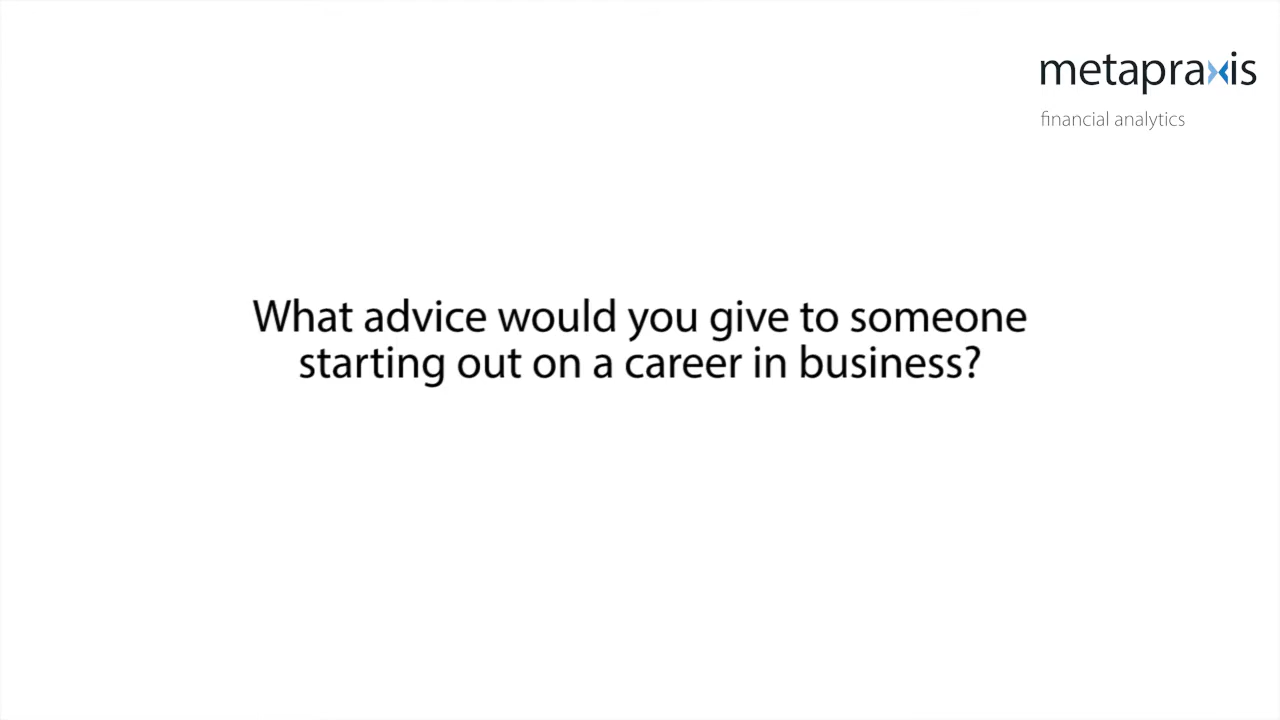 metapraxis
financial analytics
What advice would you give to someone
starting out on a career in business?